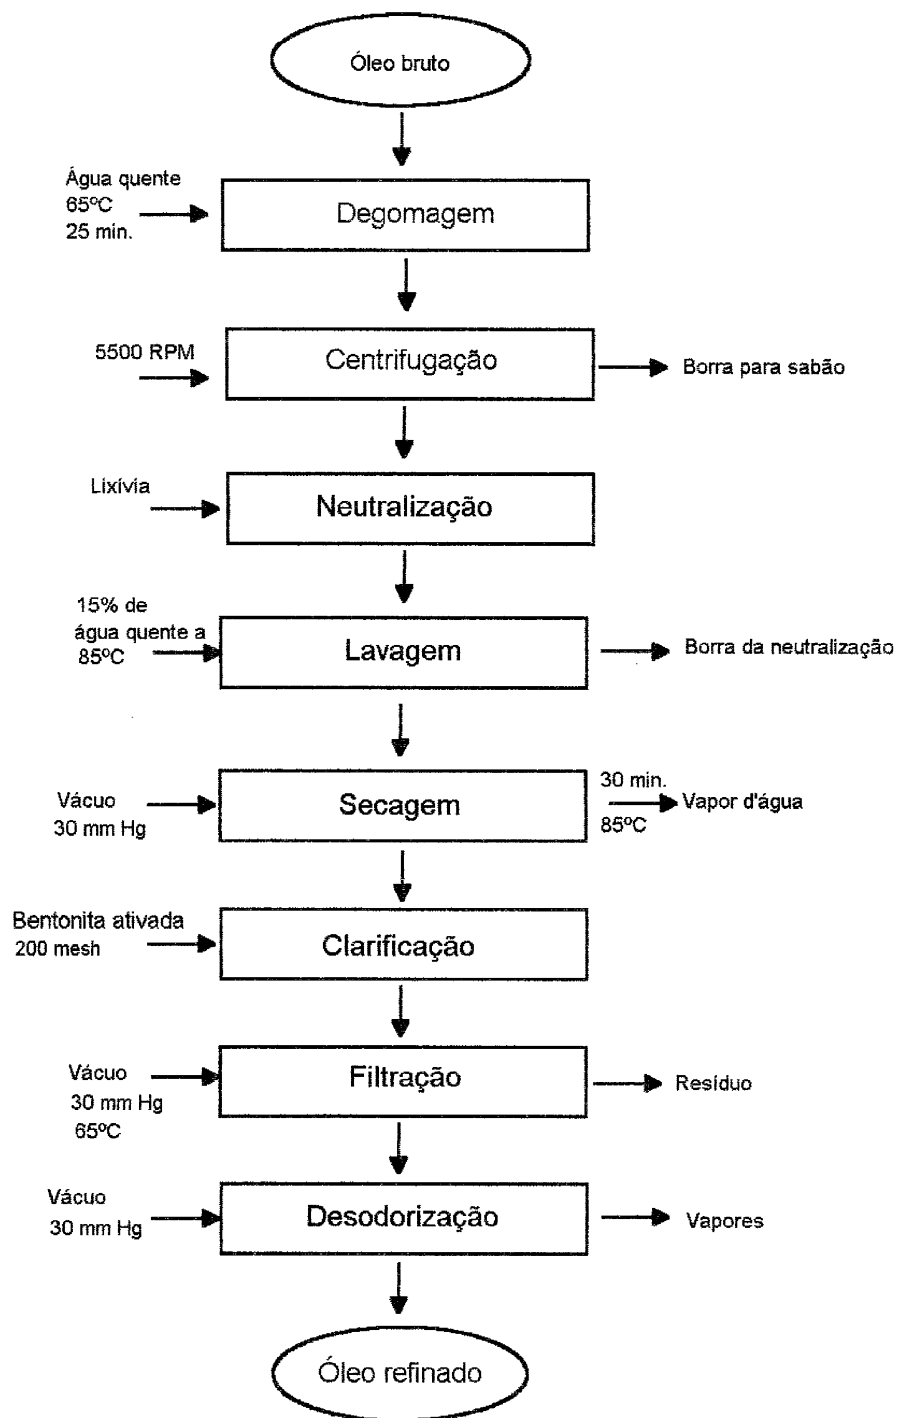 Óleo bruto
Água quente
65ºC
25 min.
Degomagem
5500 RPM
Centrifugação
Borra para sabão
Lixívia
Neutralização
15% de
água quente a
85ºC
Lavagem
Borra da neutralização
Vácuo
30 mm Hg
Secagem
30 min.
85ºC
Vapor d'água
Bentonita ativada
200 mesh
Clarificação
Vácuo
30 mm Hg
65ºC
Filtração
Resíduo
Vácuo
30 mm Hg
Desodorização
Vapores
Óleo refinado